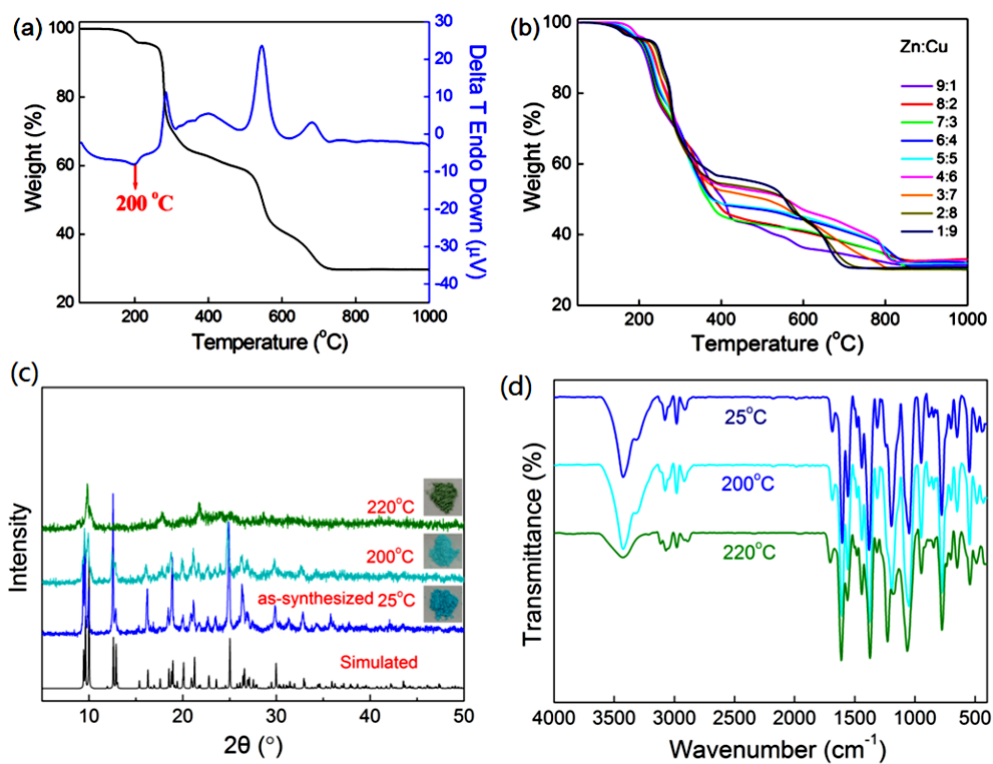 (a)
100
80
60
40
20
Weight (%)
200 °C
30
20
10
0
-10
-20
-30
-40
Delta T Endo Down (μV)
200 400 600 800 1000
Temperature (°C)
(b)
100
80
60
40
20
Weight (%)
Zn:Cu
9:1
8:2
7:3
6:4
5:5
4:6
3:7
2:8
1:9
200 400 600 800 1000
Temperature (°C)
(c)
Intensity
220°C
200°C
as-synthesized 25°C
Simulated
10 20 30 40 50
2θ (°)
(d)
Transmittance (%)
25°C
200°C
220°C
4000 3500 3000 2500 2000 1500 1000 500
Wavenumber (cm⁻¹)